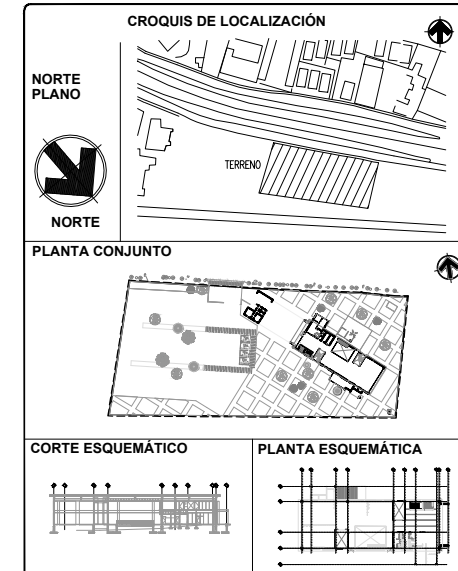 CROQUIS DE LOCALIZACIÓN
NORTE
PLANO
TERRENO
NORTE
PLANTA CONJUNTO
CORTE ESQUEMÁTICO
PLANTA ESQUEMÁTICA